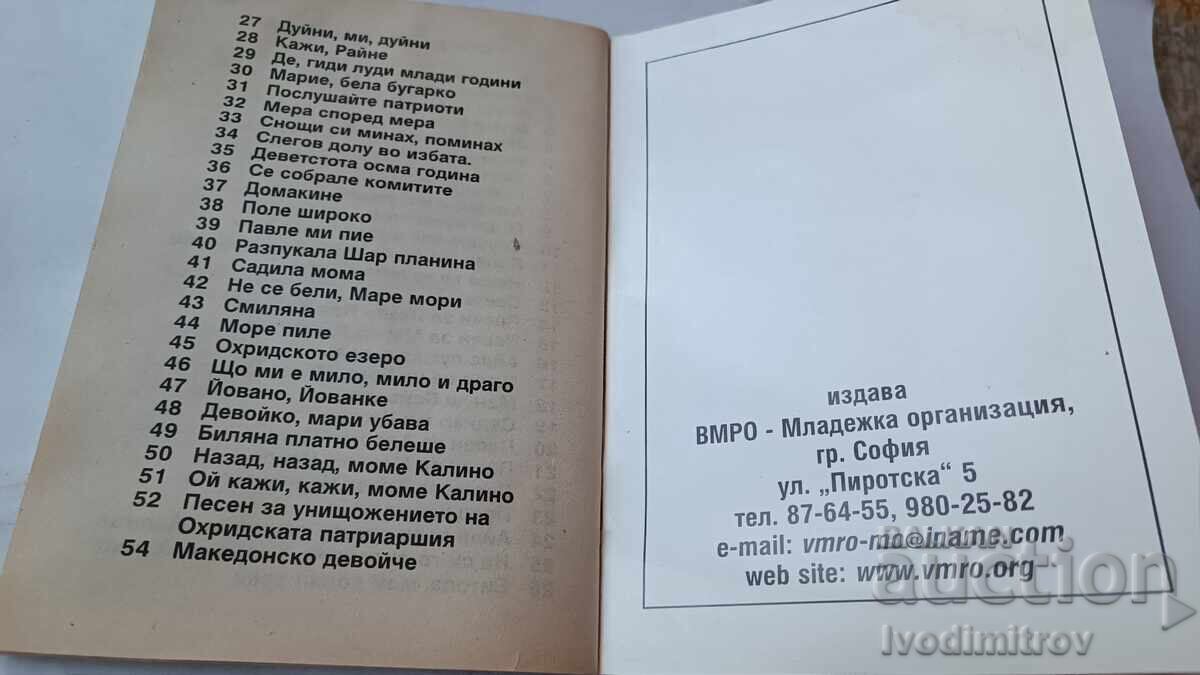 27 Дуйни, ми, дуйни
28 Кажи, Райне
29 Де, гиди луди млади години
30 Марие, бела бугарко
31 Послушайте патриоти
32 Мера според мера
33 Снощи си минах, поминах
34 Слегов долу во избата.
35 Деветстота осма година
36 Се собрале комитите
37 Домакине
38 Поле широко
39 Павле ми пие
40 Разпукала Шар планина
41 Садила мома
42 Не се бели, Маре мори
43 Смиляна
44 Море пиле
45 Охридското езеро
46 Що ми е мило, мило и драго
47 Йовано, Йованке
48 Девойко, мари убава
49 Биляна платно белеше
50 Назад, назад, моме Калино
51 Ой кажи, кажи, моме Калино
52 Песен за унищожението на
Охридската патриаршия
54 Македонско девойче
издава
ВМРО - Младежка организация,
гр. София
ул. „Пиротска“ 5
тел. 87-64-55, 980-25-82
e-mail: vmro-mo@iname.com
web site: www.vmro.org
auction
Ivodimitrov